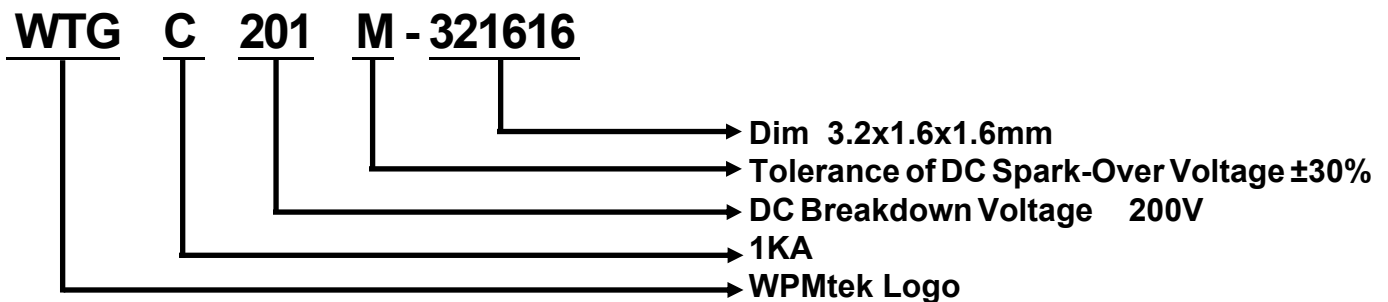 WTG C 201 M - 321616
Dim 3.2x1.6x1.6mm
Tolerance of DC Spark-Over Voltage ±30%
DC Breakdown Voltage 200V
1KA
WPMtek Logo